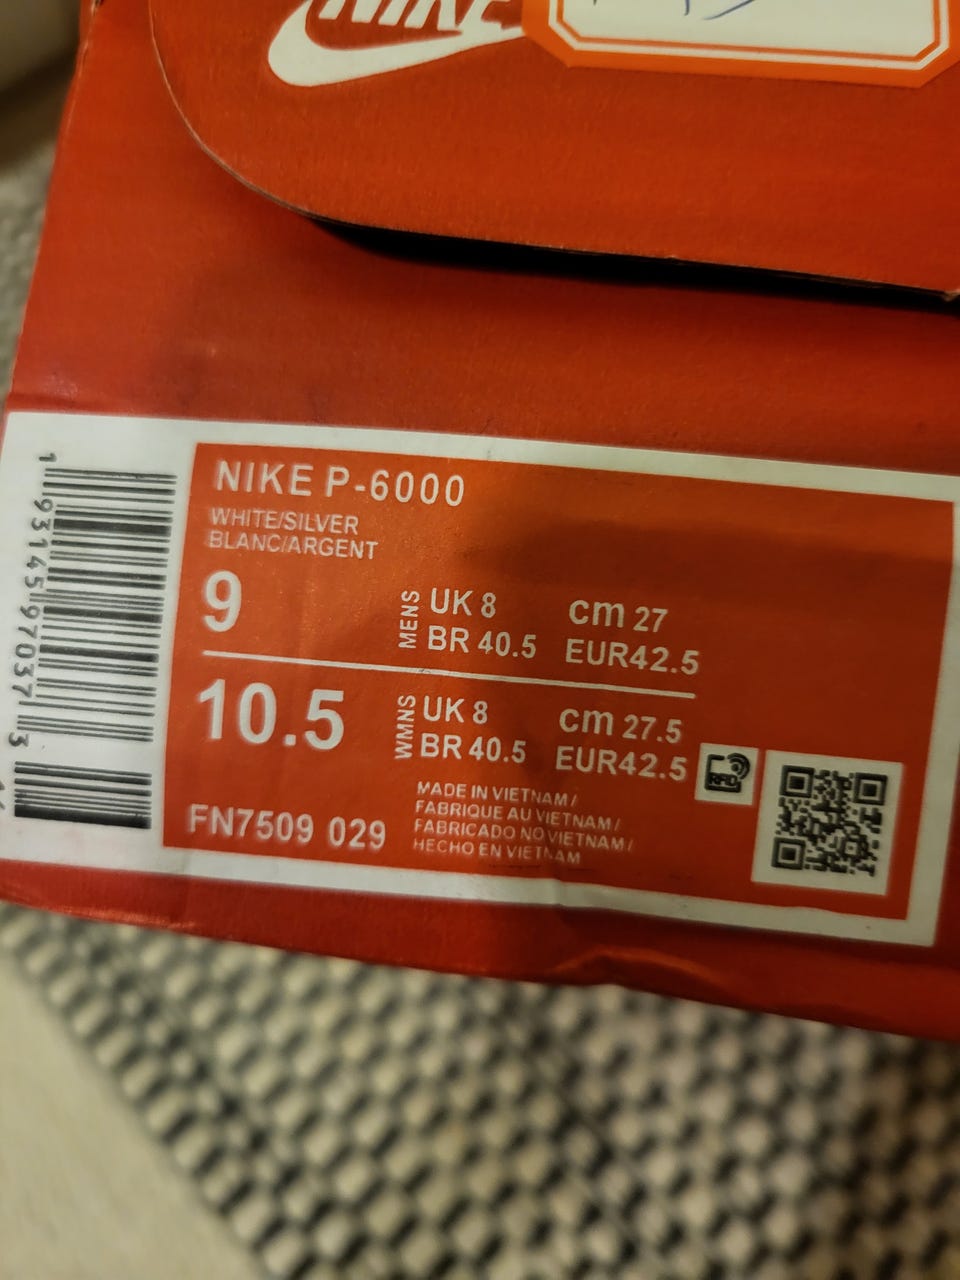 NIKE
NIKE P-6000
WHITE/SILVER
BLANC/ARGENT
9
MENS
UK 8
cm 27
BR 40.5
EUR42.5
10.5
WMNS
UK 8
cm 27.5
BR 40.5
EUR42.5
RFID
FN7509 029
MADE IN VIETNAM/
FABRIQUE AU VIETNAM/
FABRICADO NO VIETNAM/
HECHO EN VIETNAM
1 93145 97037 3